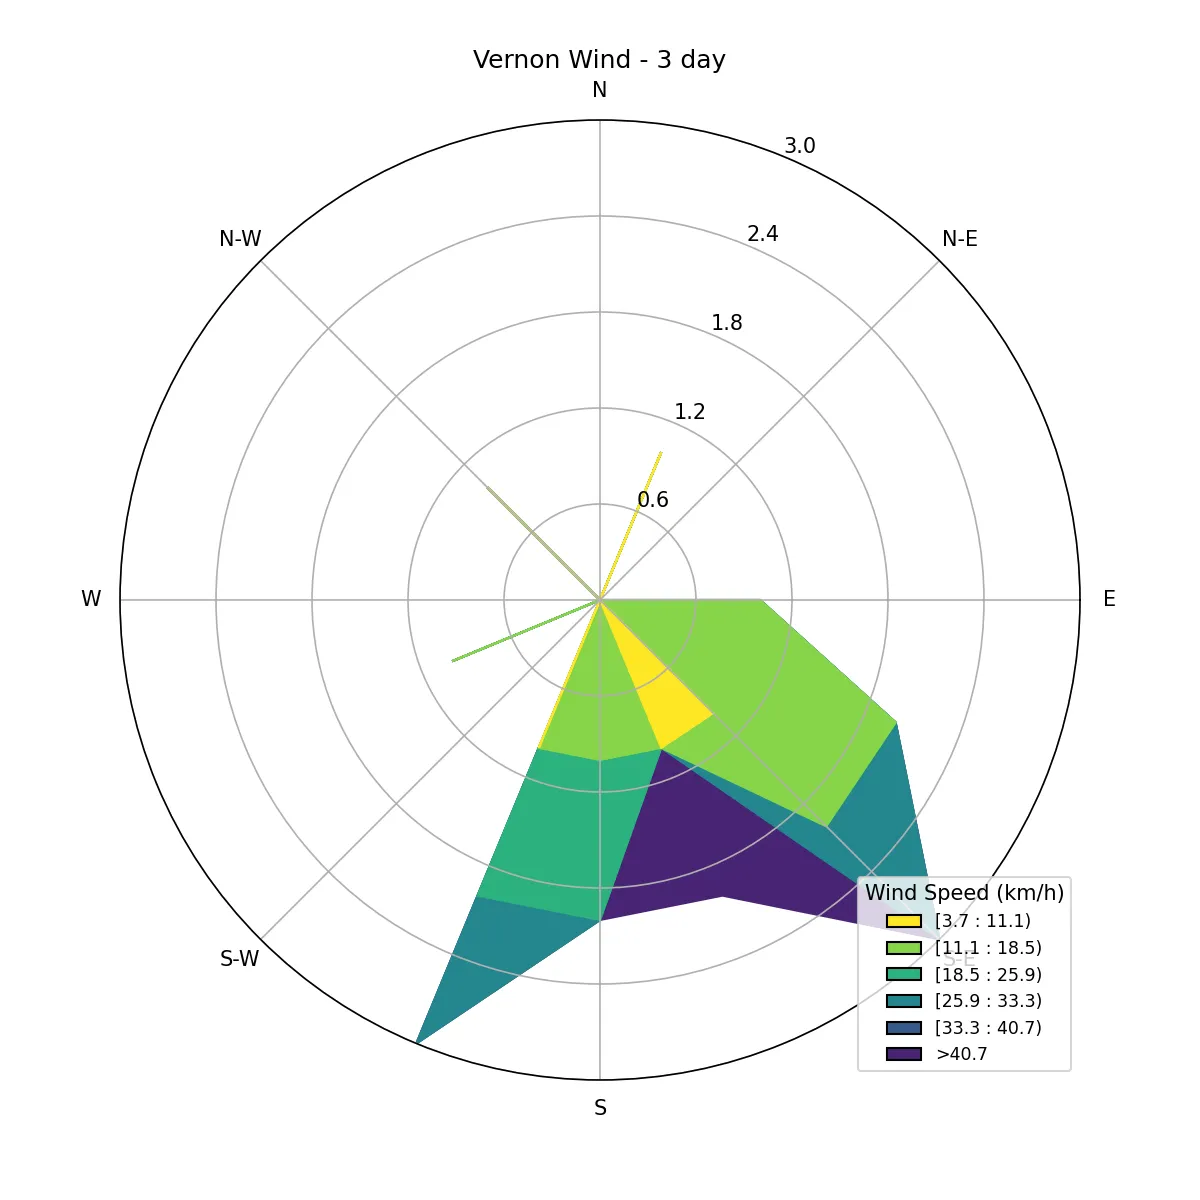 Vernon Wind - 3 day
N
3.0
N-W
2.4
N-E
1.8
1.2
0.6
W
E
Wind Speed (km/h)
[3.7 : 11.1)
[11.1 : 18.5)
[18.5 : 25.9)
[25.9 : 33.3)
[33.3 : 40.7)
>40.7
S-W
S-E
S